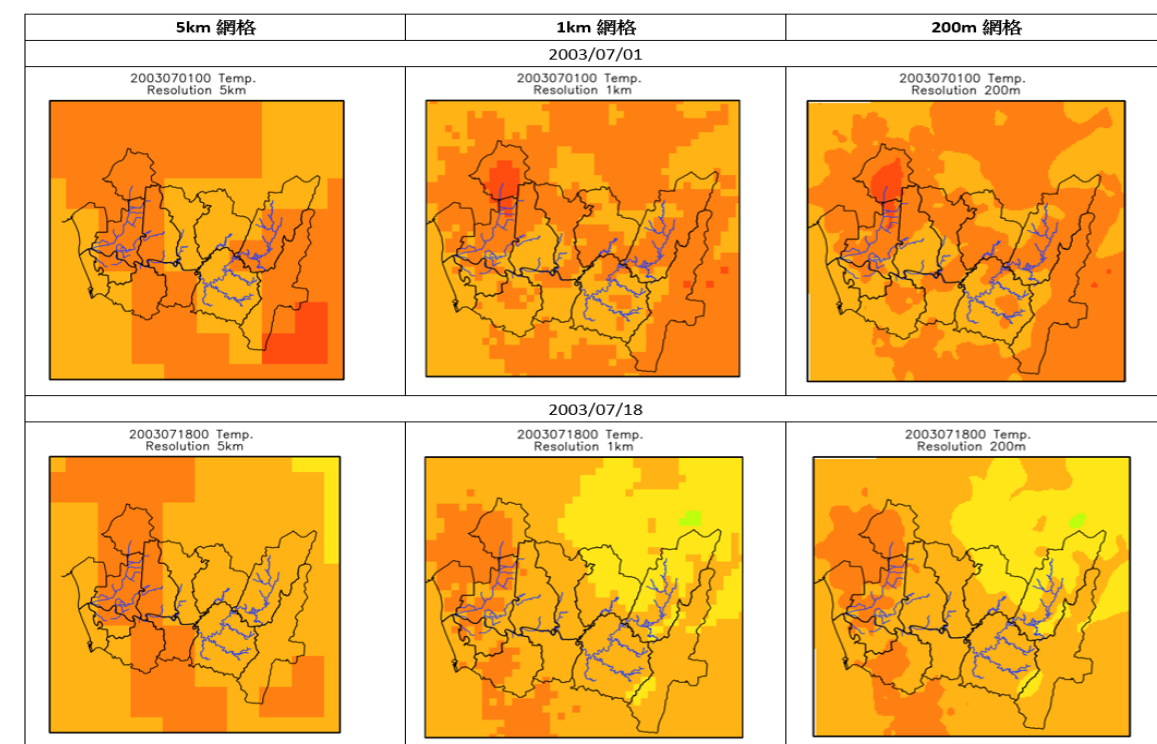 5km 網格
1km 網格
200m 網格
2003/07/01
2003070100 Temp.
Resolution 5km
2003070100 Temp.
Resolution 1km
2003070100 Temp.
Resolution 200m
2003/07/18
2003071800 Temp.
Resolution 5km
2003071800 Temp.
Resolution 1km
2003071800 Temp.
Resolution 200m